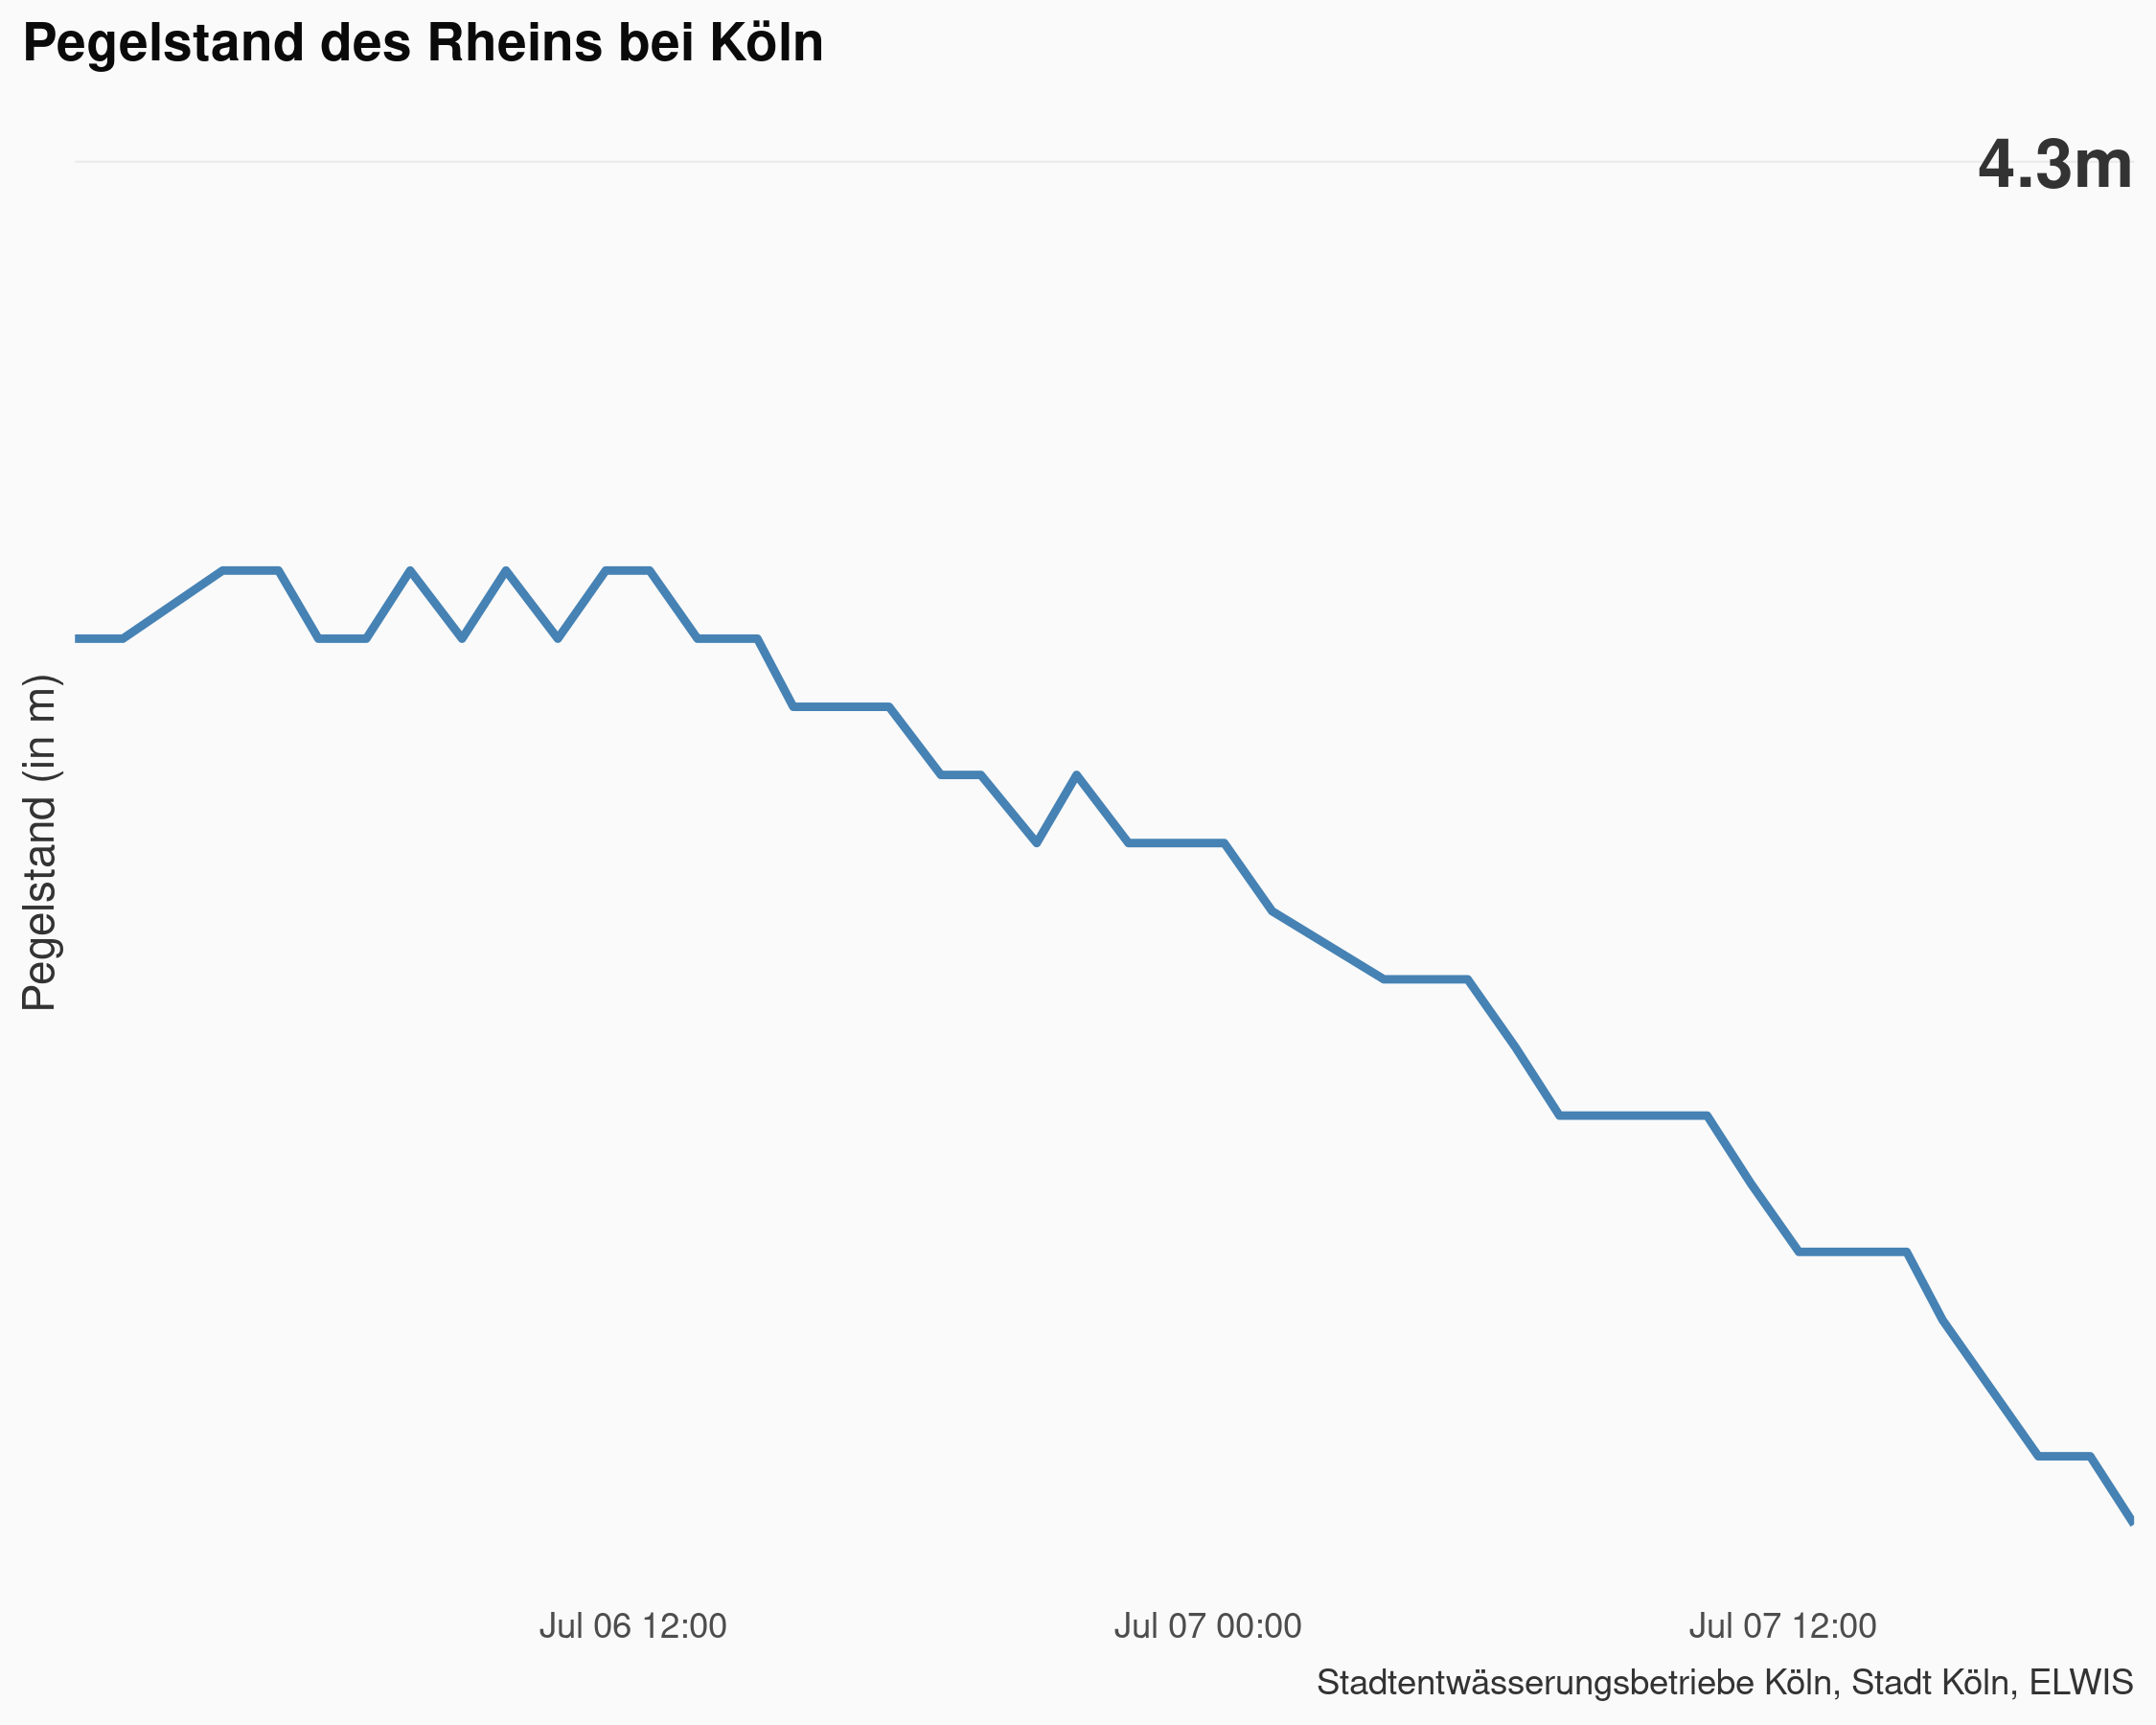 Pegelstand des Rheins bei Köln
4.3m
Pegelstand (in m)
Jul 06 12:00
Jul 07 00:00
Jul 07 12:00
Stadtentwässerungsbetriebe Köln, Stadt Köln, ELWIS